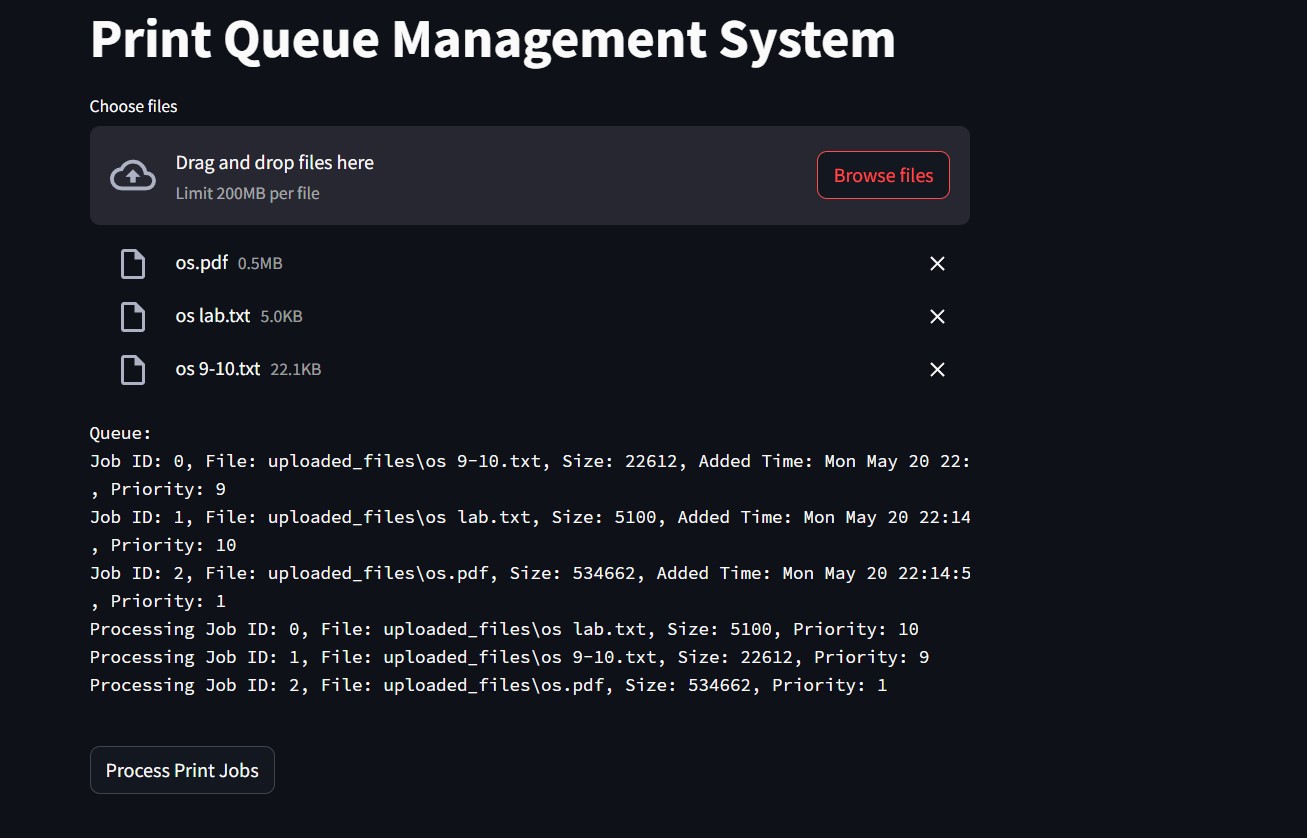 Print Queue Management System
Choose files
Drag and drop files here
Limit 200MB per file
Browse files
os.pdf 0.5MB
os lab.txt 5.0KB
os 9-10.txt 22.1KB
Queue:
Job ID: 0, File: uploaded_files\os 9-10.txt, Size: 22612, Added Time: Mon May 20 22:
, Priority: 9
Job ID: 1, File: uploaded_files\os lab.txt, Size: 5100, Added Time: Mon May 20 22:14
, Priority: 10
Job ID: 2, File: uploaded_files\os.pdf, Size: 534662, Added Time: Mon May 20 22:14:5
, Priority: 1
Processing Job ID: 0, File: uploaded_files\os lab.txt, Size: 5100, Priority: 10
Processing Job ID: 1, File: uploaded_files\os 9-10.txt, Size: 22612, Priority: 9
Processing Job ID: 2, File: uploaded_files\os.pdf, Size: 534662, Priority: 1
Process Print Jobs